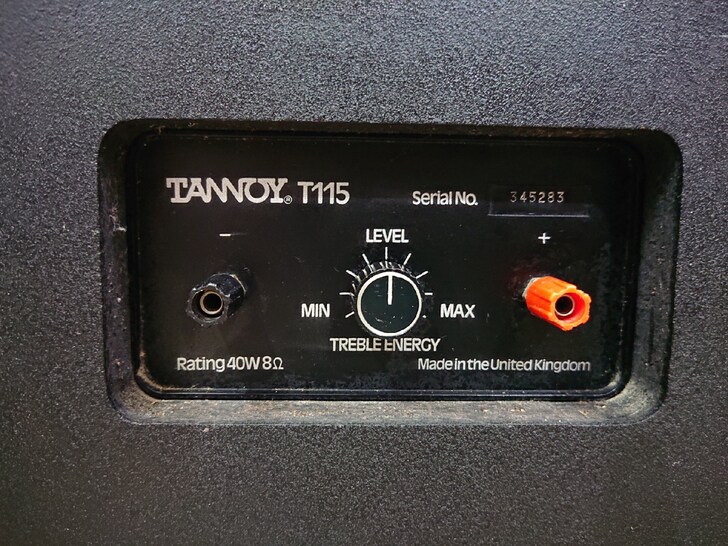 TANNOY® T115 Serial No. 345283
- LEVEL +
MIN MAX
TREBLE ENERGY
Rating 40W 8Ω Made in the United Kingdom